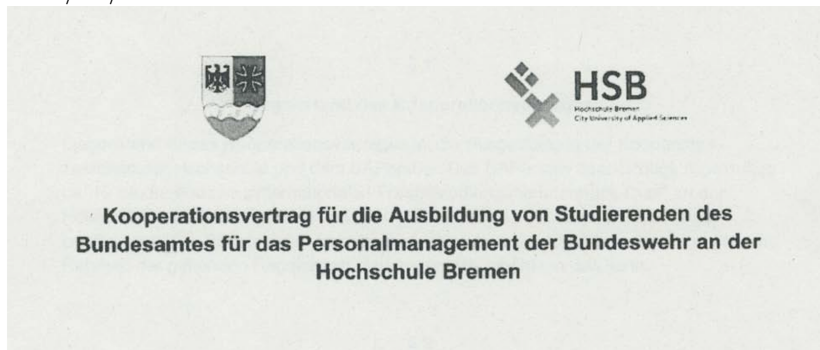 HSB
Hochschule Bremen
City University of Applied Sciences
Kooperationsvertrag für die Ausbildung von Studierenden des
Bundesamtes für das Personalmanagement der Bundeswehr an der
Hochschule Bremen